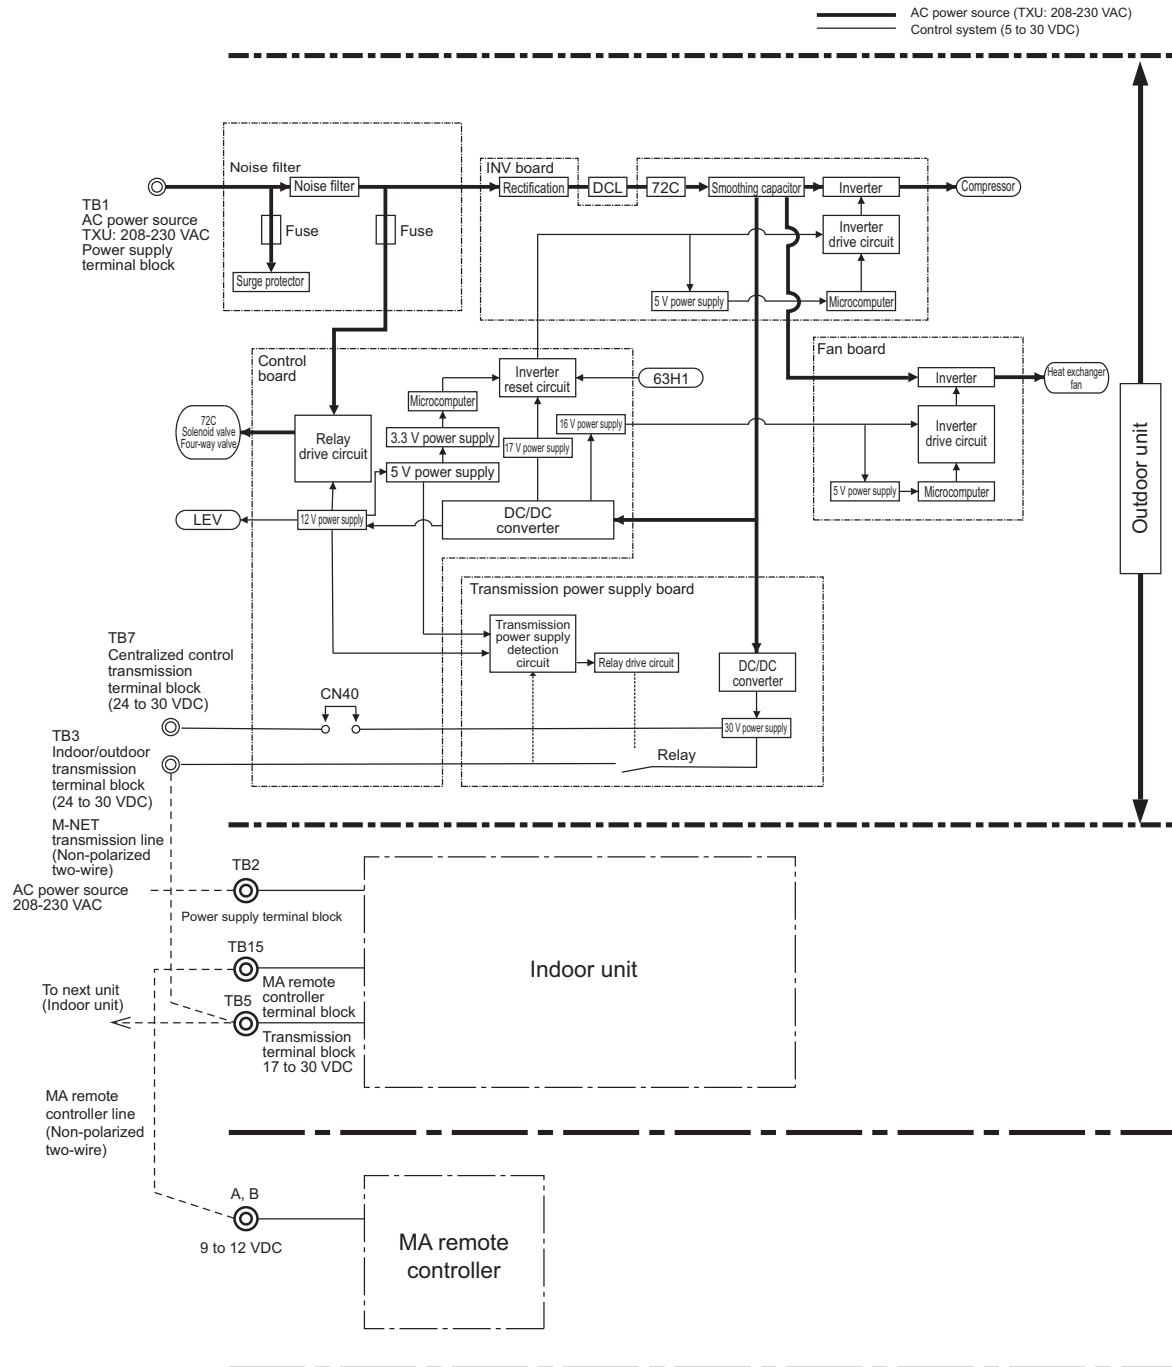 AC power source (TXU: 208-230 VAC)
Control system (5 to 30 VDC)
Noise filter
Noise filter
Fuse
Fuse
Surge protector
TB1
AC power source
TXU: 208-230 VAC
Power supply
terminal block
INV board
Rectification
DCL
72C
Smoothing capacitor
Inverter
Compressor
Inverter
drive circuit
5 V power supply
Microcomputer
Control
board
Inverter
reset circuit
63H1
Microcomputer
72C
Solenoid valve
Four-way valve
Relay
drive circuit
3.3 V power supply
17 V power supply
16 V power supply
5 V power supply
LEV
12 V power supply
DC/DC
converter
Fan board
Inverter
Heat exchanger
fan
Inverter
drive circuit
5 V power supply
Microcomputer
Outdoor unit
Transmission power supply board
Transmission
power supply
detection
circuit
Relay drive circuit
DC/DC
converter
30 V power supply
Relay
TB7
Centralized control
transmission
terminal block
(24 to 30 VDC)
CN40
TB3
Indoor/outdoor
transmission
terminal block
(24 to 30 VDC)
M-NET
transmission line
(Non-polarized
two-wire)
AC power source
208-230 VAC
TB2
Power supply terminal block
TB15
MA remote
controller
terminal block
To next unit
(Indoor unit)
TB5
Transmission
terminal block
17 to 30 VDC
Indoor unit
MA remote
controller line
(Non-polarized
two-wire)
A, B
9 to 12 VDC
MA remote
controller